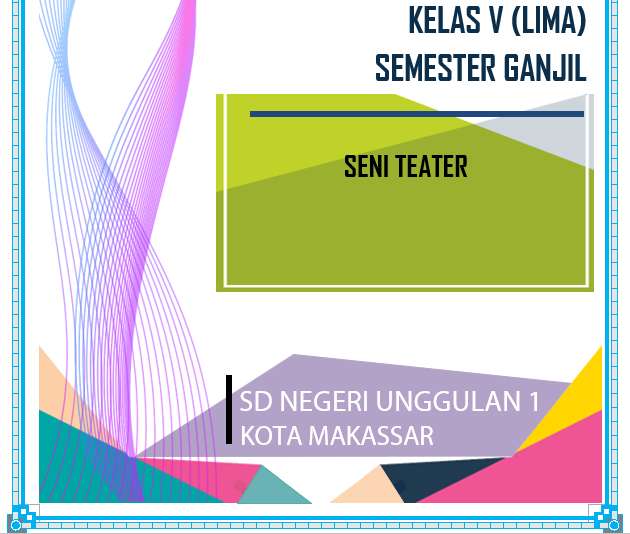 KELAS V (LIMA)
SEMESTER GANJIL
SENI TEATER
SD NEGERI UNGGULAN 1
KOTA MAKASSAR